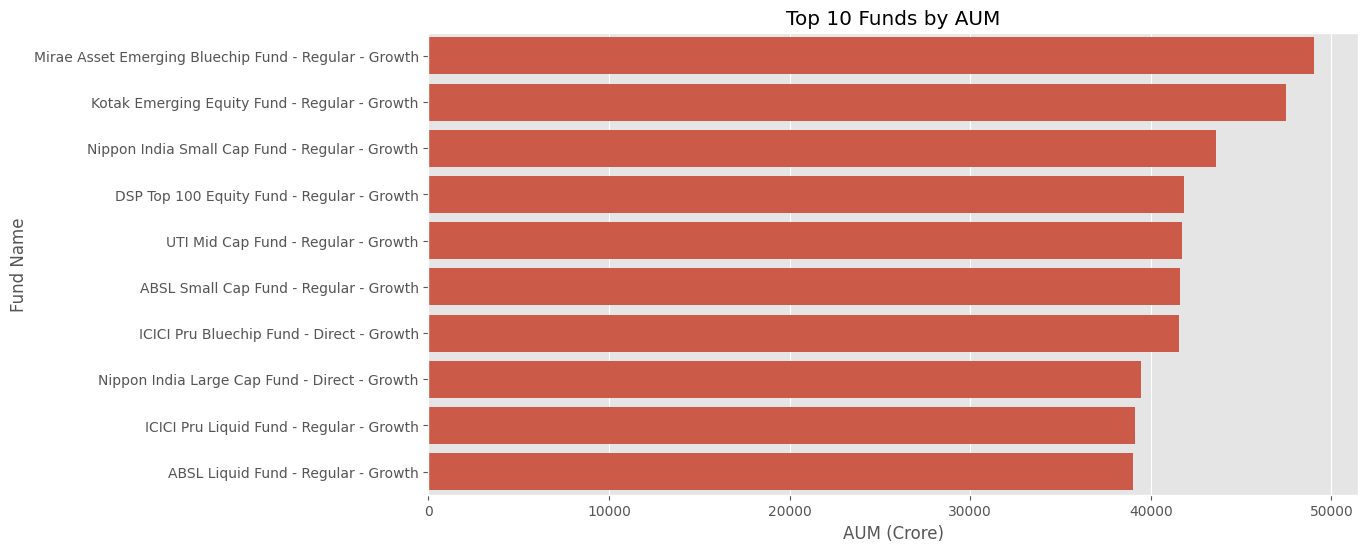 Top 10 Funds by AUM
Fund Name
Mirae Asset Emerging Bluechip Fund - Regular - Growth
Kotak Emerging Equity Fund - Regular - Growth
Nippon India Small Cap Fund - Regular - Growth
DSP Top 100 Equity Fund - Regular - Growth
UTI Mid Cap Fund - Regular - Growth
ABSL Small Cap Fund - Regular - Growth
ICICI Pru Bluechip Fund - Direct - Growth
Nippon India Large Cap Fund - Direct - Growth
ICICI Pru Liquid Fund - Regular - Growth
ABSL Liquid Fund - Regular - Growth
0 10000 20000 30000 40000 50000
AUM (Crore)